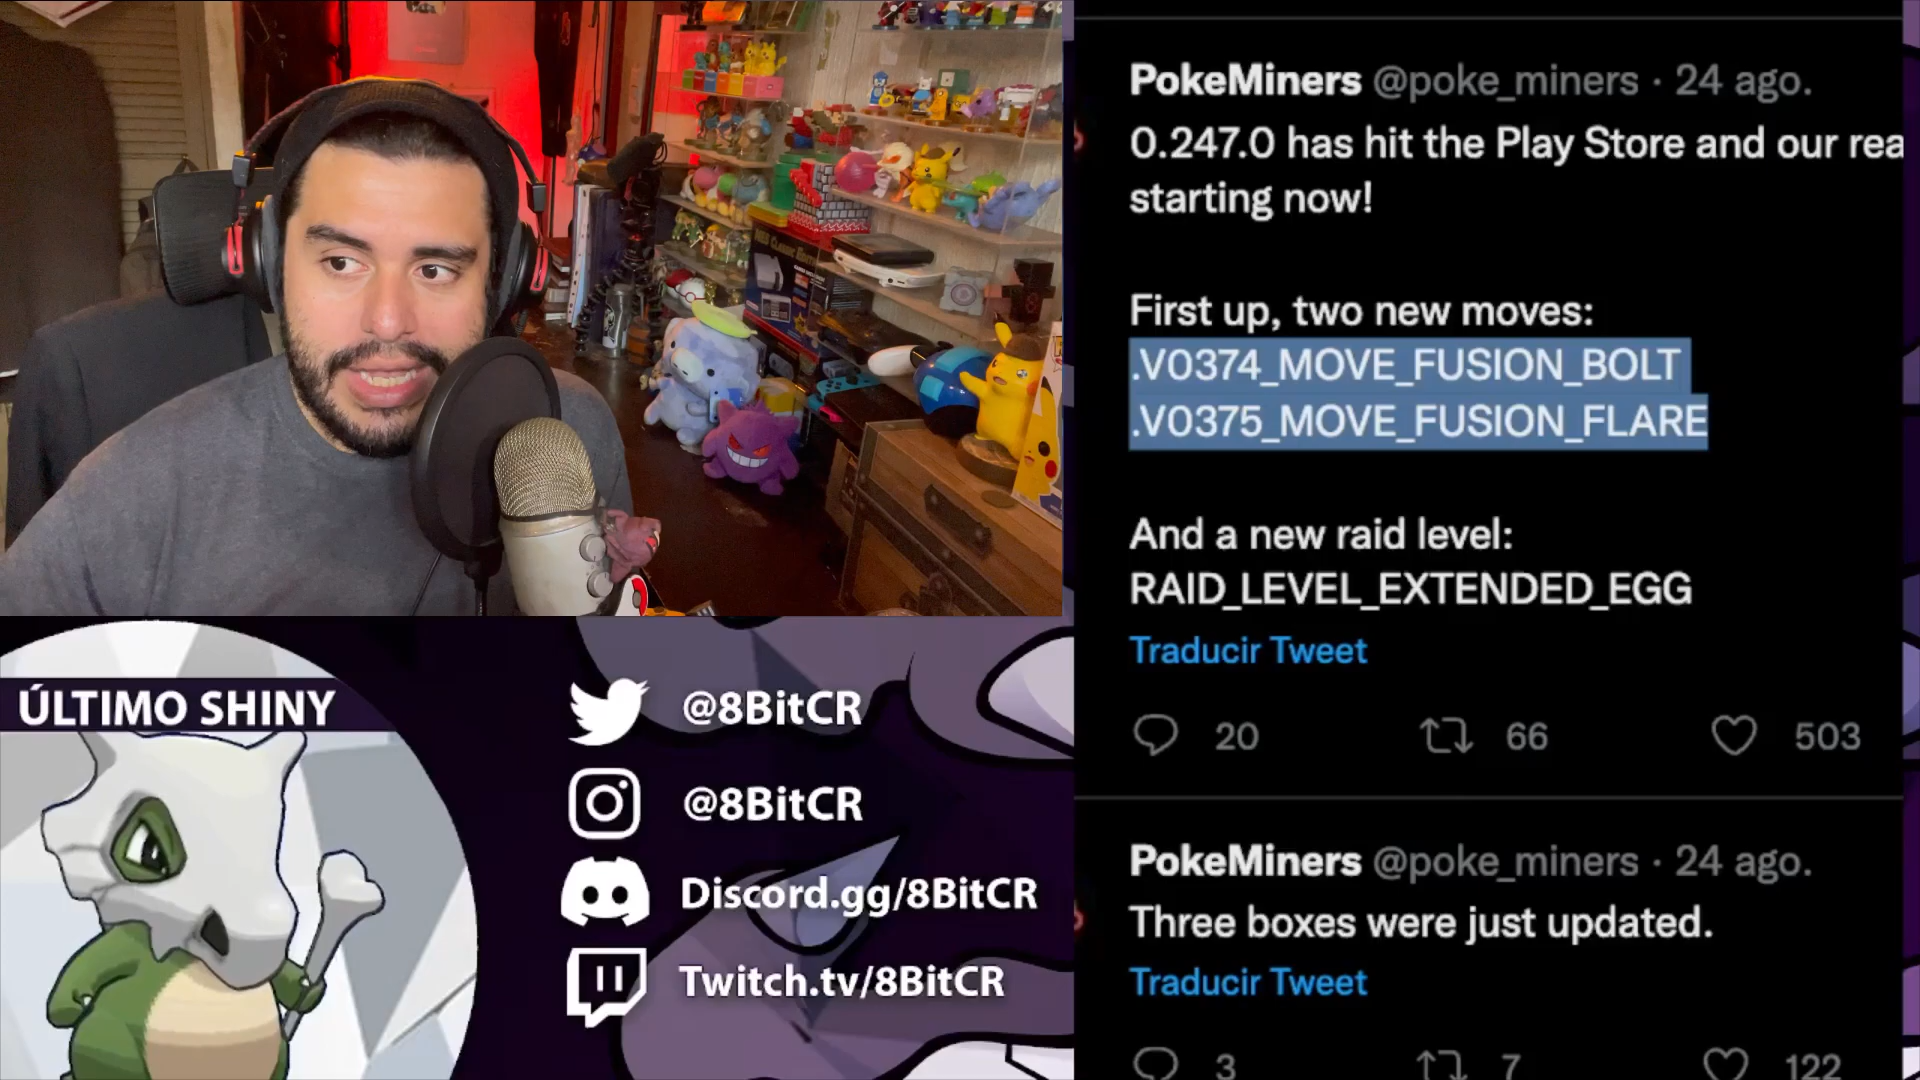 PokeMiners @poke_miners · 24 ago.
0.247.0 has hit the Play Store and our rea
starting now!
First up, two new moves:
.V0374_MOVE_FUSION_BOLT
.V0375_MOVE_FUSION_FLARE
And a new raid level:
RAID_LEVEL_EXTENDED_EGG
Traducir Tweet
20 66 503
PokeMiners @poke_miners · 24 ago.
Three boxes were just updated.
Traducir Tweet
3 7 122
ÚLTIMO SHINY
@8BitCR
@8BitCR
Discord.gg/8BitCR
Twitch.tv/8BitCR